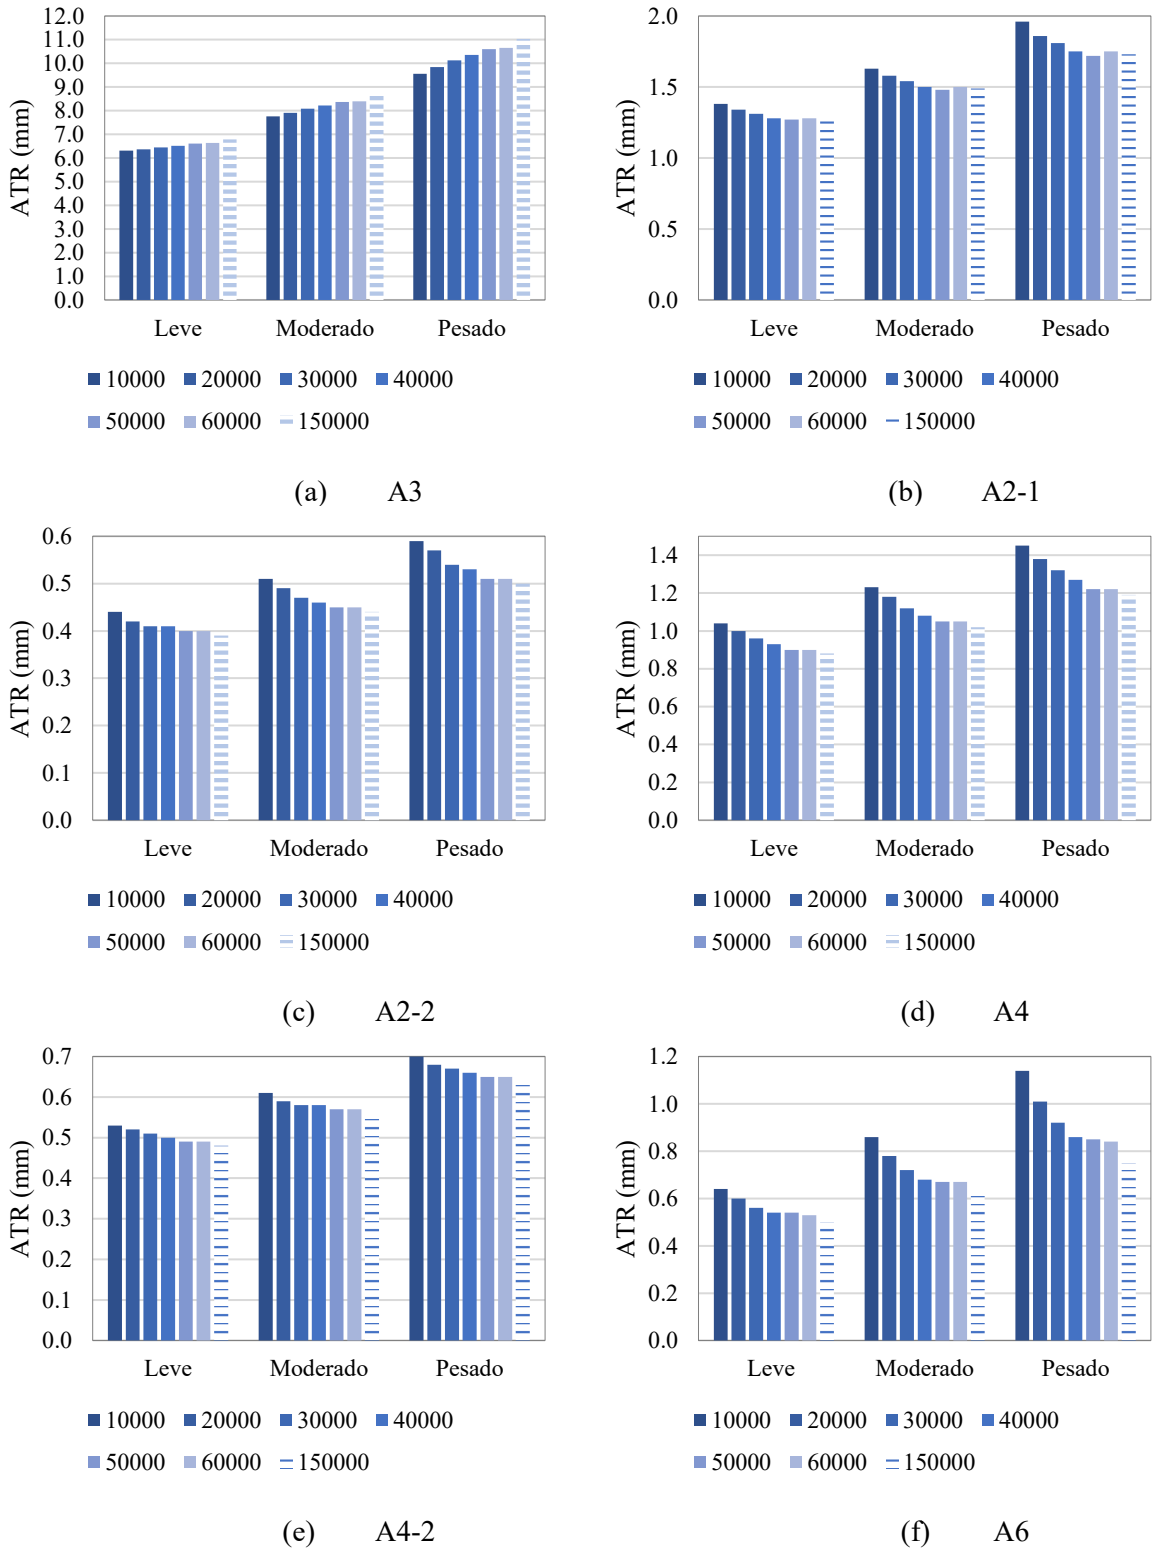 12.0
11.0
10.0
9.0
8.0
7.0
6.0
5.0
4.0
3.0
2.0
1.0
0.0
ATR (mm)
Leve Moderado Pesado
10000 20000 30000 40000
50000 60000 150000
(a) A3
2.0
1.5
1.0
0.5
0.0
ATR (mm)
Leve Moderado Pesado
10000 20000 30000 40000
50000 60000 150000
(b) A2-1
0.6
0.5
0.4
0.3
0.2
0.1
0.0
ATR (mm)
Leve Moderado Pesado
10000 20000 30000 40000
50000 60000 150000
(c) A2-2
1.4
1.2
1.0
0.8
0.6
0.4
0.2
0.0
ATR (mm)
Leve Moderado Pesado
10000 20000 30000 40000
50000 60000 150000
(d) A4
0.7
0.6
0.5
0.4
0.3
0.2
0.1
0.0
ATR (mm)
Leve Moderado Pesado
10000 20000 30000 40000
50000 60000 150000
(e) A4-2
1.2
1.0
0.8
0.6
0.4
0.2
0.0
ATR (mm)
Leve Moderado Pesado
10000 20000 30000 40000
50000 60000 150000
(f) A6